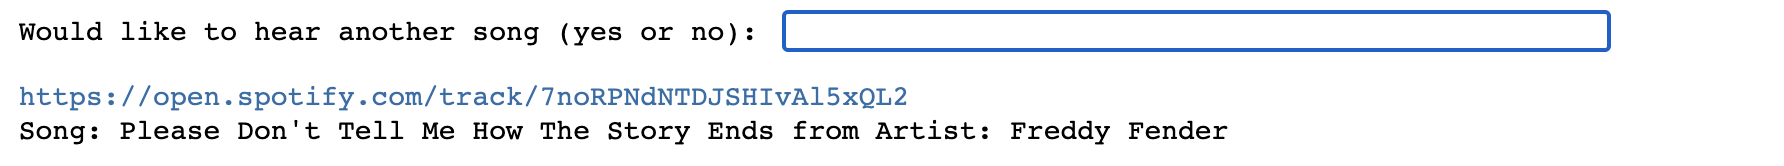 Would like to hear another song (yes or no):
https://open.spotify.com/track/7noRPNdNTDJSHIvAl5xQL2
Song: Please Don't Tell Me How The Story Ends from Artist: Freddy Fender